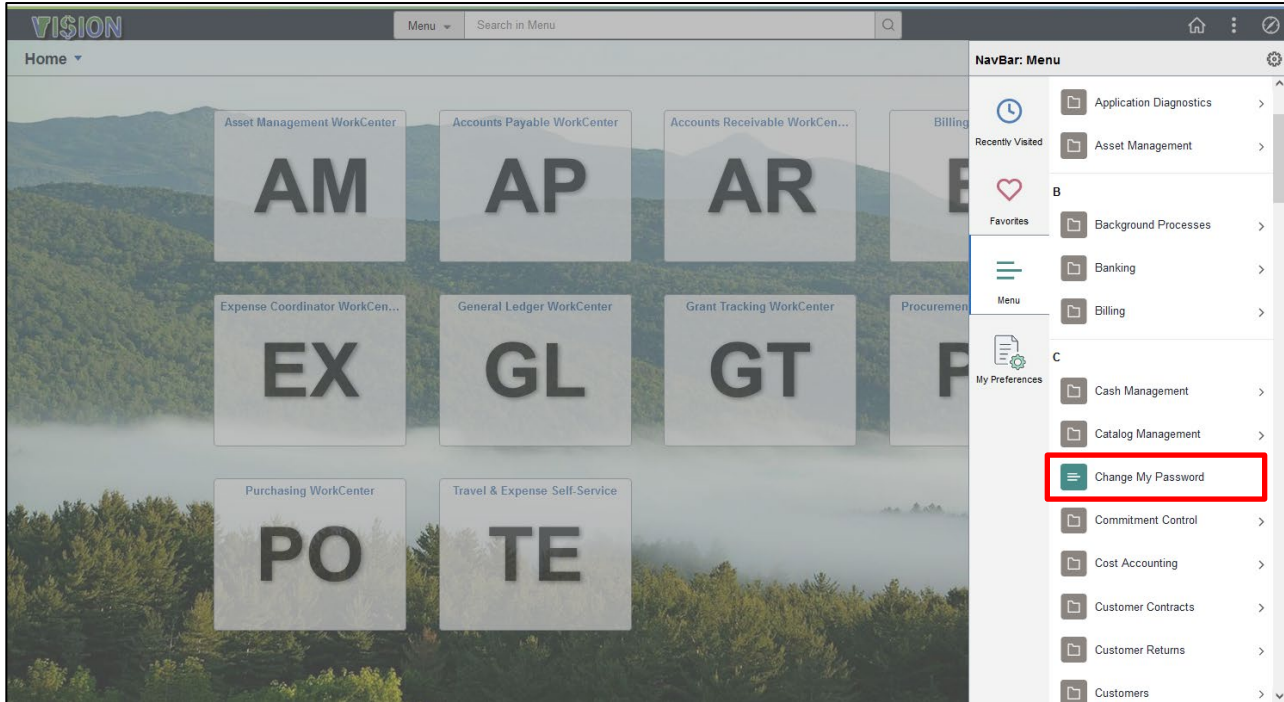 VISION
Menu
Search in Menu
Home
NavBar: Menu
Asset Management WorkCenter
AM
Accounts Payable WorkCenter
AP
Accounts Receivable WorkCen...
AR
Billing
Expense Coordinator WorkCen...
EX
General Ledger WorkCenter
GL
Grant Tracking WorkCenter
GT
Procuremen
P
Purchasing WorkCenter
PO
Travel & Expense Self-Service
TE
Recently Visited
Favorites
Menu
My Preferences
Application Diagnostics
Asset Management
B
Background Processes
Banking
Billing
C
Cash Management
Catalog Management
Change My Password
Commitment Control
Cost Accounting
Customer Contracts
Customer Returns
Customers